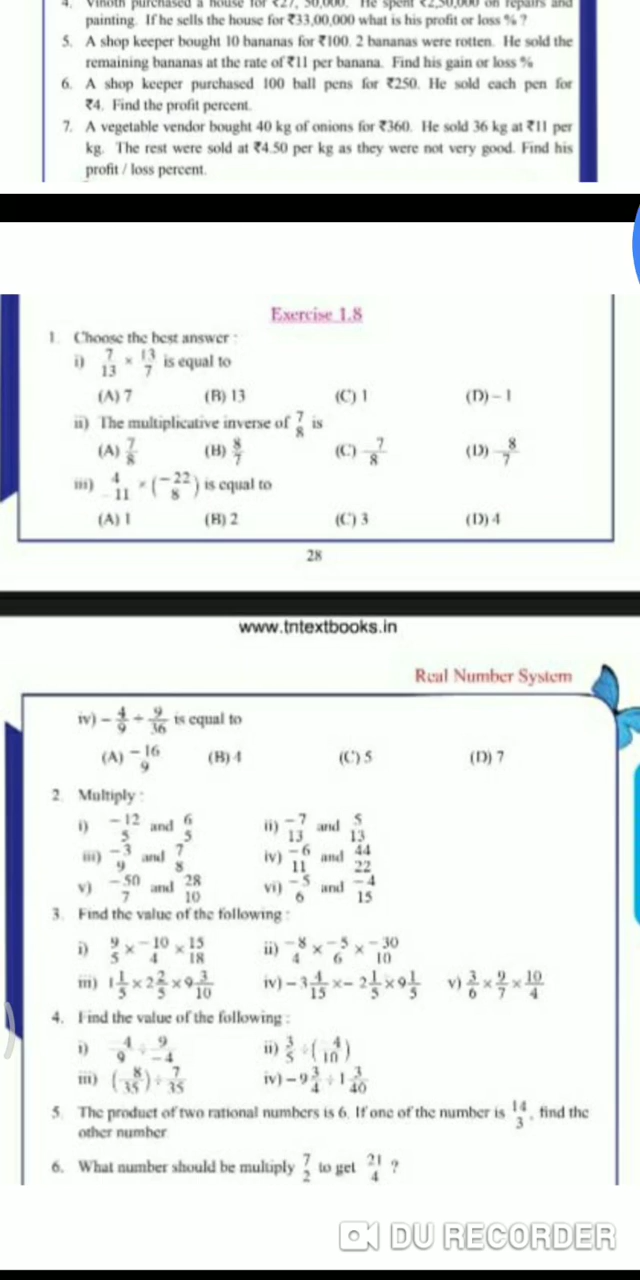 4. Vinoth purchased a house for ₹27, 50,000. He spent ₹2,50,000 on repairs and
painting. If he sells the house for ₹33,00,000 what is his profit or loss % ?
5. A shop keeper bought 10 bananas for ₹100. 2 bananas were rotten. He sold the
remaining bananas at the rate of ₹11 per banana. Find his gain or loss %
6. A shop keeper purchased 100 ball pens for ₹250. He sold each pen for
₹4. Find the profit percent.
7. A vegetable vendor bought 40 kg of onions for ₹360. He sold 36 kg at ₹11 per
kg. The rest were sold at ₹4.50 per kg as they were not very good. Find his
profit / loss percent.
Exercise 1.8
1. Choose the best answer :
i) 7/13 × 13/7 is equal to
(A) 7 (B) 13 (C) 1 (D) – 1
ii) The multiplicative inverse of 7/8 is
(A) 7/8 (B) 8/7 (C) -7/8 (D) -8/7
iii) 4/-11 × (-22/8) is equal to
(A) 1 (B) 2 (C) 3 (D) 4
28
www.tntextbooks.in
Real Number System
iv) – 4/9 ÷ 9/36 is equal to
(A) -16/9 (B) 4 (C) 5 (D) 7
2. Multiply :
i) -12/5 and 6/5 ii) -7/13 and 5/13
iii) -3/9 and 7/8 iv) -6/11 and 44/22
v) -50/7 and 28/10 vi) -5/6 and -4/15
3. Find the value of the following :
i) 9/5 × -10/4 × 15/18 ii) -8/4 × -5/6 × -30/10
iii) 1 1/5 × 2 2/5 × 9 3/10 iv) – 3 4/15 × – 2 1/5 × 9 1/5 v) 3/6 × 9/7 × 10/4
4. Find the value of the following :
i) 4/9 ÷ 9/-4 ii) 3/5 ÷ (4/10)
iii) (8/35) ÷ 7/35 iv) – 9 3/4 ÷ 1 3/40
5. The product of two rational numbers is 6. If one of the number is 14/3, find the
other number.
6. What number should be multiply 7/2 to get 21/4 ?
DU RECORDER